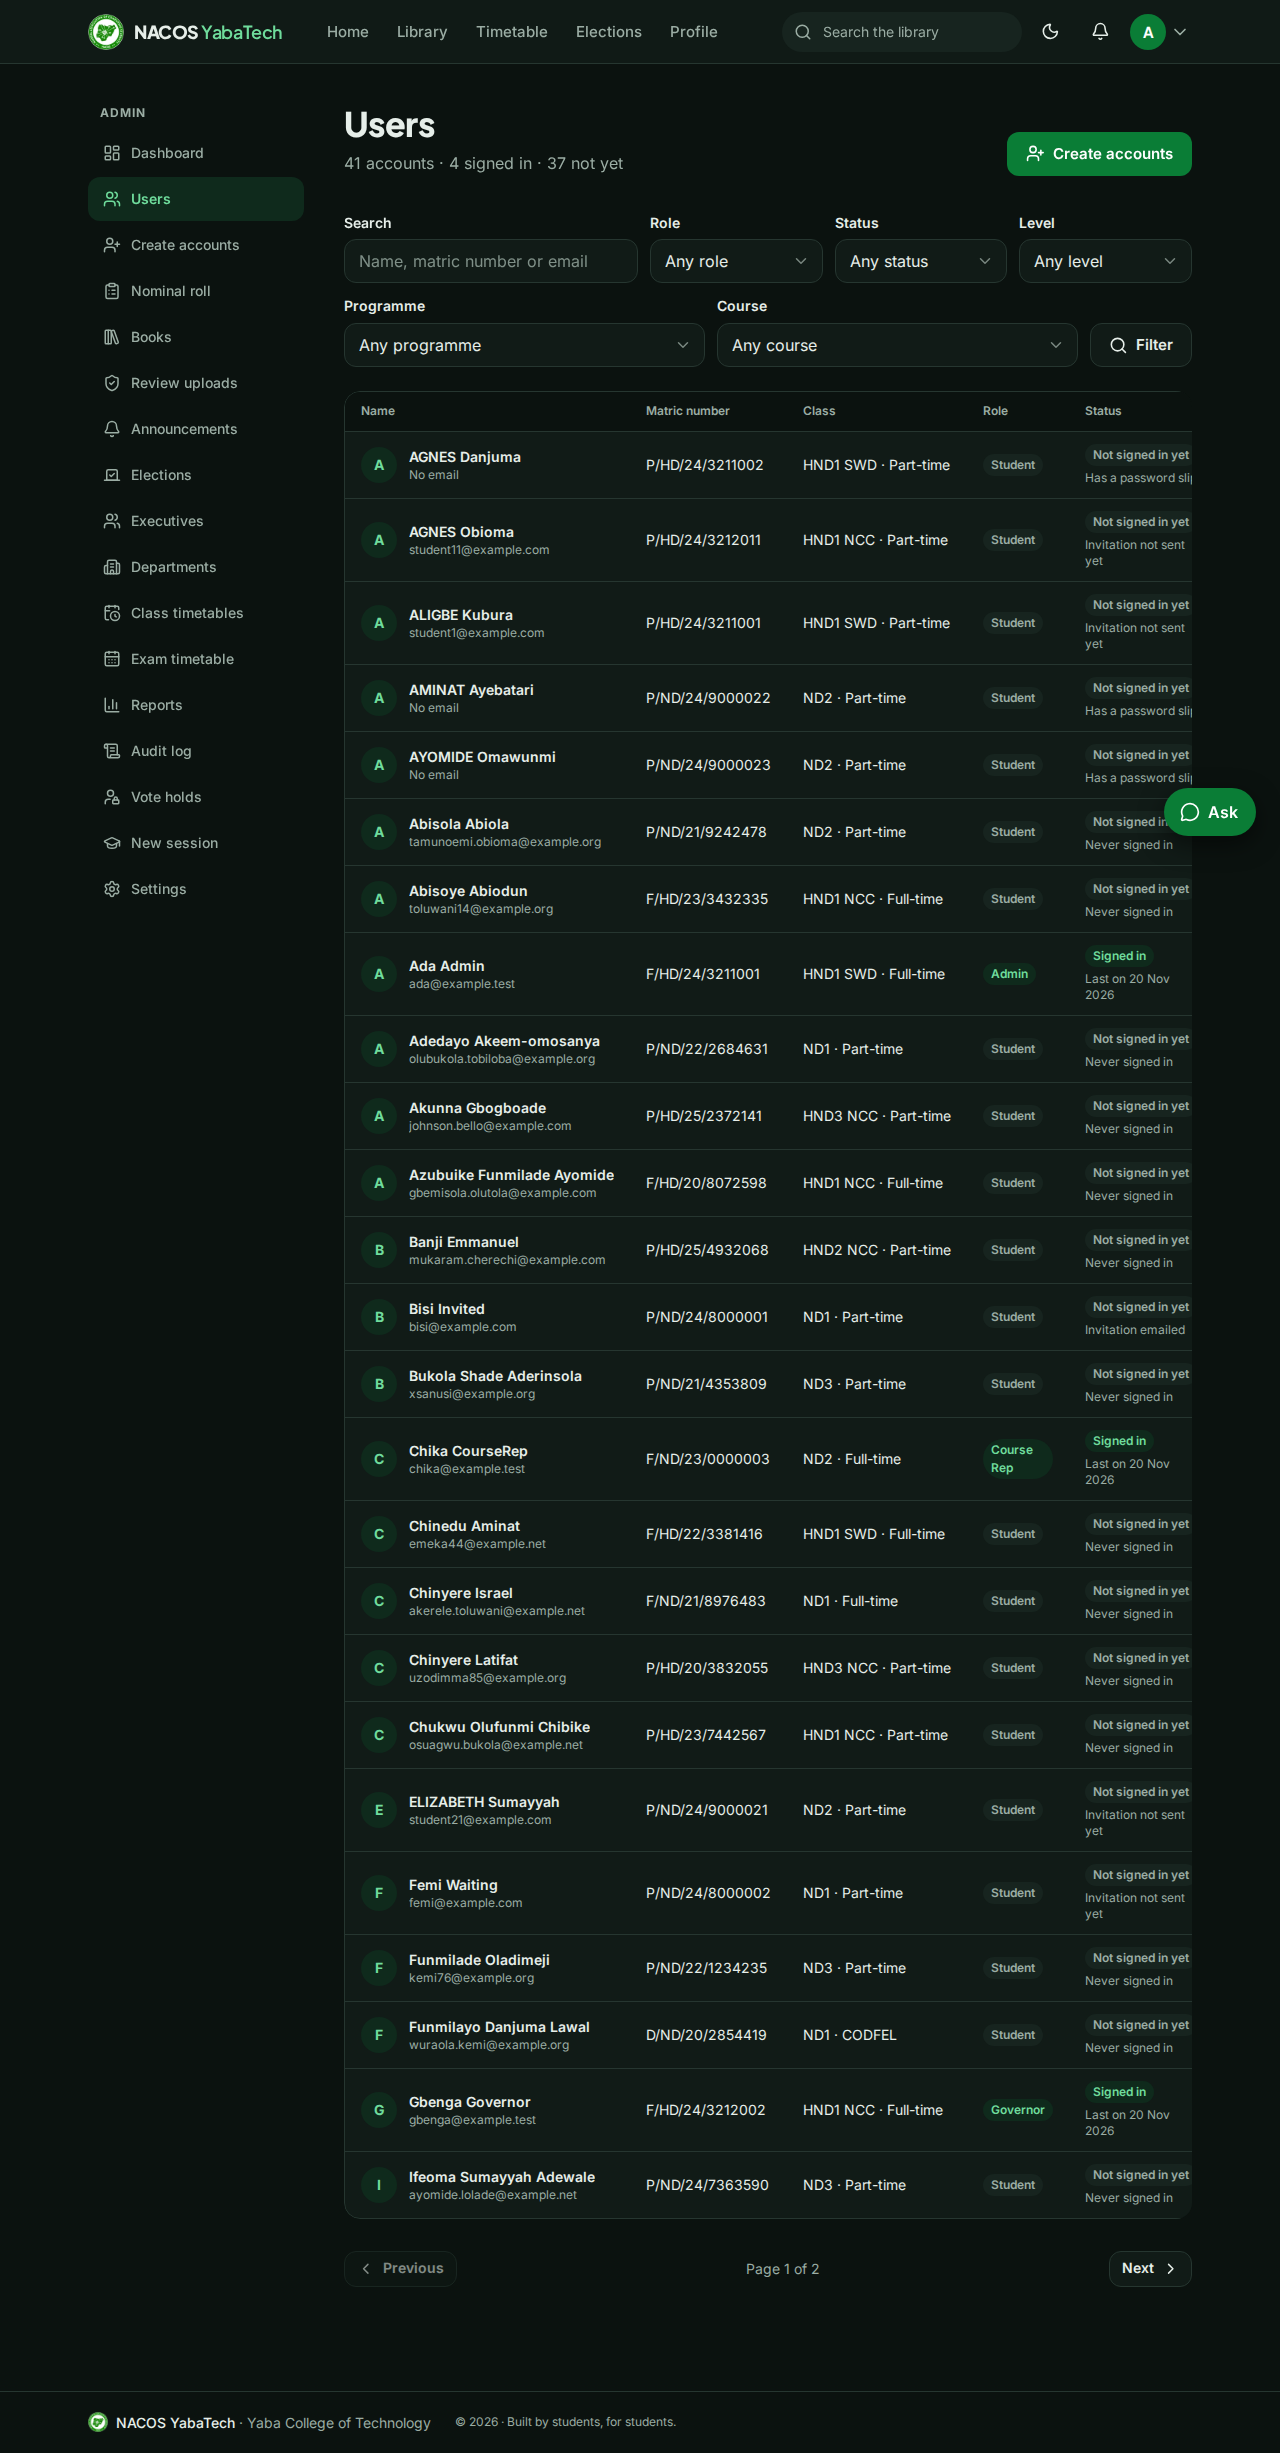 NACOS YabaTech
Home
Library
Timetable
Elections
Profile
Search the library
A
ADMIN
Dashboard
Users
Create accounts
Nominal roll
Books
Review uploads
Announcements
Elections
Executives
Departments
Class timetables
Exam timetable
Reports
Audit log
Vote holds
New session
Settings
Users
41 accounts · 4 signed in · 37 not yet
Create accounts
Search
Role
Status
Level
Name, matric number or email
Any role
Any status
Any level
Programme
Course
Any programme
Any course
Filter
Name Matric number Class Role Status
A AGNES Danjuma P/HD/24/3211002 HND1 SWD · Part-time Student Not signed in yet
No email Has a password slip
A AGNES Obioma P/HD/24/3212011 HND1 NCC · Part-time Student Not signed in yet
student11@example.com Invitation not sent
yet
A ALIGBE Kubura P/HD/24/3211001 HND1 SWD · Part-time Student Not signed in yet
student1@example.com Invitation not sent
yet
A AMINAT Ayebatari P/ND/24/9000022 ND2 · Part-time Student Not signed in yet
No email Has a password slip
A AYOMIDE Omawunmi P/ND/24/9000023 ND2 · Part-time Student Not signed in yet
No email Has a password slip
A Abisola Abiola P/ND/21/9242478 ND2 · Part-time Student Not signed in
tamunoemi.obioma@example.org Never signed in
Ask
A Abisoye Abiodun F/HD/23/3432335 HND1 NCC · Full-time Student Not signed in yet
toluwani14@example.org Never signed in
A Ada Admin F/HD/24/3211001 HND1 SWD · Full-time Admin Signed in
ada@example.test Last on 20 Nov
2026
A Adedayo Akeem-omosanya P/ND/22/2684631 ND1 · Part-time Student Not signed in yet
olubukola.tobiloba@example.org Never signed in
A Akunna Gbogboade P/HD/25/2372141 HND3 NCC · Part-time Student Not signed in yet
johnson.bello@example.com Never signed in
A Azubuike Funmilade Ayomide F/HD/20/8072598 HND1 NCC · Full-time Student Not signed in yet
gbemisola.olutola@example.com Never signed in
B Banji Emmanuel P/HD/25/4932068 HND2 NCC · Part-time Student Not signed in yet
mukaram.cherechi@example.com Never signed in
B Bisi Invited P/ND/24/8000001 ND1 · Part-time Student Not signed in yet
bisi@example.com Invitation emailed
B Bukola Shade Aderinsola P/ND/21/4353809 ND3 · Part-time Student Not signed in yet
xsanusi@example.org Never signed in
C Chika CourseRep F/ND/23/0000003 ND2 · Full-time Course Rep Signed in
chika@example.test Last on 20 Nov
2026
C Chinedu Aminat F/HD/22/3381416 HND1 SWD · Full-time Student Not signed in yet
emeka44@example.net Never signed in
C Chinyere Israel F/ND/21/8976483 ND1 · Full-time Student Not signed in yet
akerele.toluwani@example.net Never signed in
C Chinyere Latifat P/HD/20/3832055 HND3 NCC · Part-time Student Not signed in yet
uzodimma85@example.org Never signed in
C Chukwu Olufunmi Chibike P/HD/23/7442567 HND1 NCC · Part-time Student Not signed in yet
osuagwu.bukola@example.net Never signed in
E ELIZABETH Sumayyah P/ND/24/9000021 ND2 · Part-time Student Not signed in yet
student21@example.com Invitation not sent
yet
F Femi Waiting P/ND/24/8000002 ND1 · Part-time Student Not signed in yet
femi@example.com Invitation not sent
yet
F Funmilade Oladimeji P/ND/22/1234235 ND3 · Part-time Student Not signed in yet
kemi76@example.org Never signed in
F Funmilayo Danjuma Lawal D/ND/20/2854419 ND1 · CODFEL Student Not signed in yet
wuraola.kemi@example.org Never signed in
G Gbenga Governor F/HD/24/3212002 HND1 NCC · Full-time Governor Signed in
gbenga@example.test Last on 20 Nov
2026
I Ifeoma Sumayyah Adewale P/ND/24/7363590 ND3 · Part-time Student Not signed in yet
ayomide.lolade@example.net Never signed in
Previous
Page 1 of 2
Next
NACOS YabaTech · Yaba College of Technology
© 2026 · Built by students, for students.